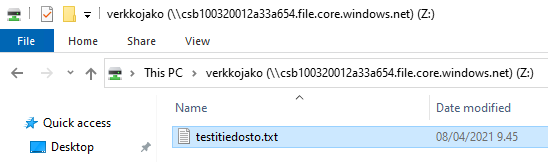 verkkojako (\\csb100320012a33a654.file.core.windows.net) (Z:)
File Home Share View
This PC > verkkojako (\\csb100320012a33a654.file.core.windows.net) (Z:)
Name Date modified
Quick access
testitiedosto.txt 08/04/2021 9.45
Desktop